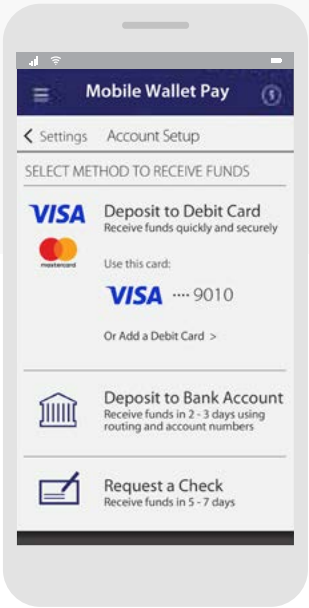 Mobile Wallet Pay
Settings Account Setup
SELECT METHOD TO RECEIVE FUNDS
VISA
mastercard
Deposit to Debit Card
Receive funds quickly and securely
Use this card:
VISA ···· 9010
Or Add a Debit Card >
Deposit to Bank Account
Receive funds in 2 - 3 days using
routing and account numbers
Request a Check
Receive funds in 5 - 7 days